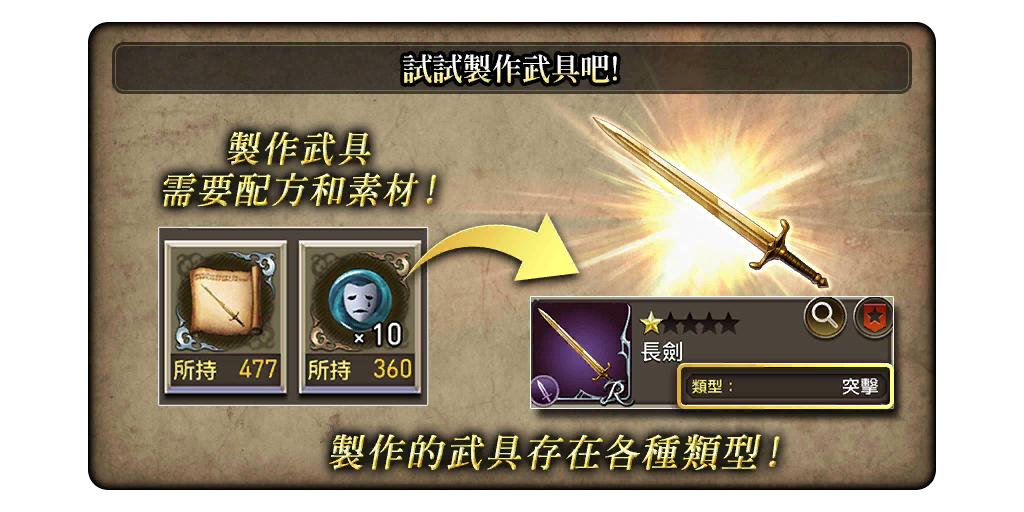 試試製作武具吧!
製作武具
需要配方和素材!
×10
所持 477
所持 360
長劍
R
類型: 突擊
製作的武具存在各種類型!